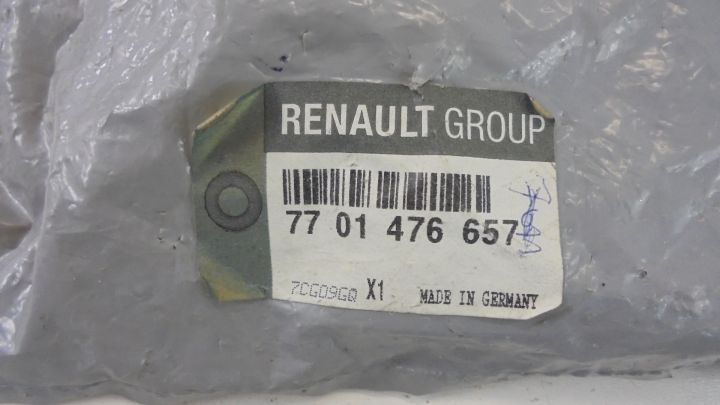 RENAULT GROUP
77 01 476 657
7CG09GQ X1 MADE IN GERMANY